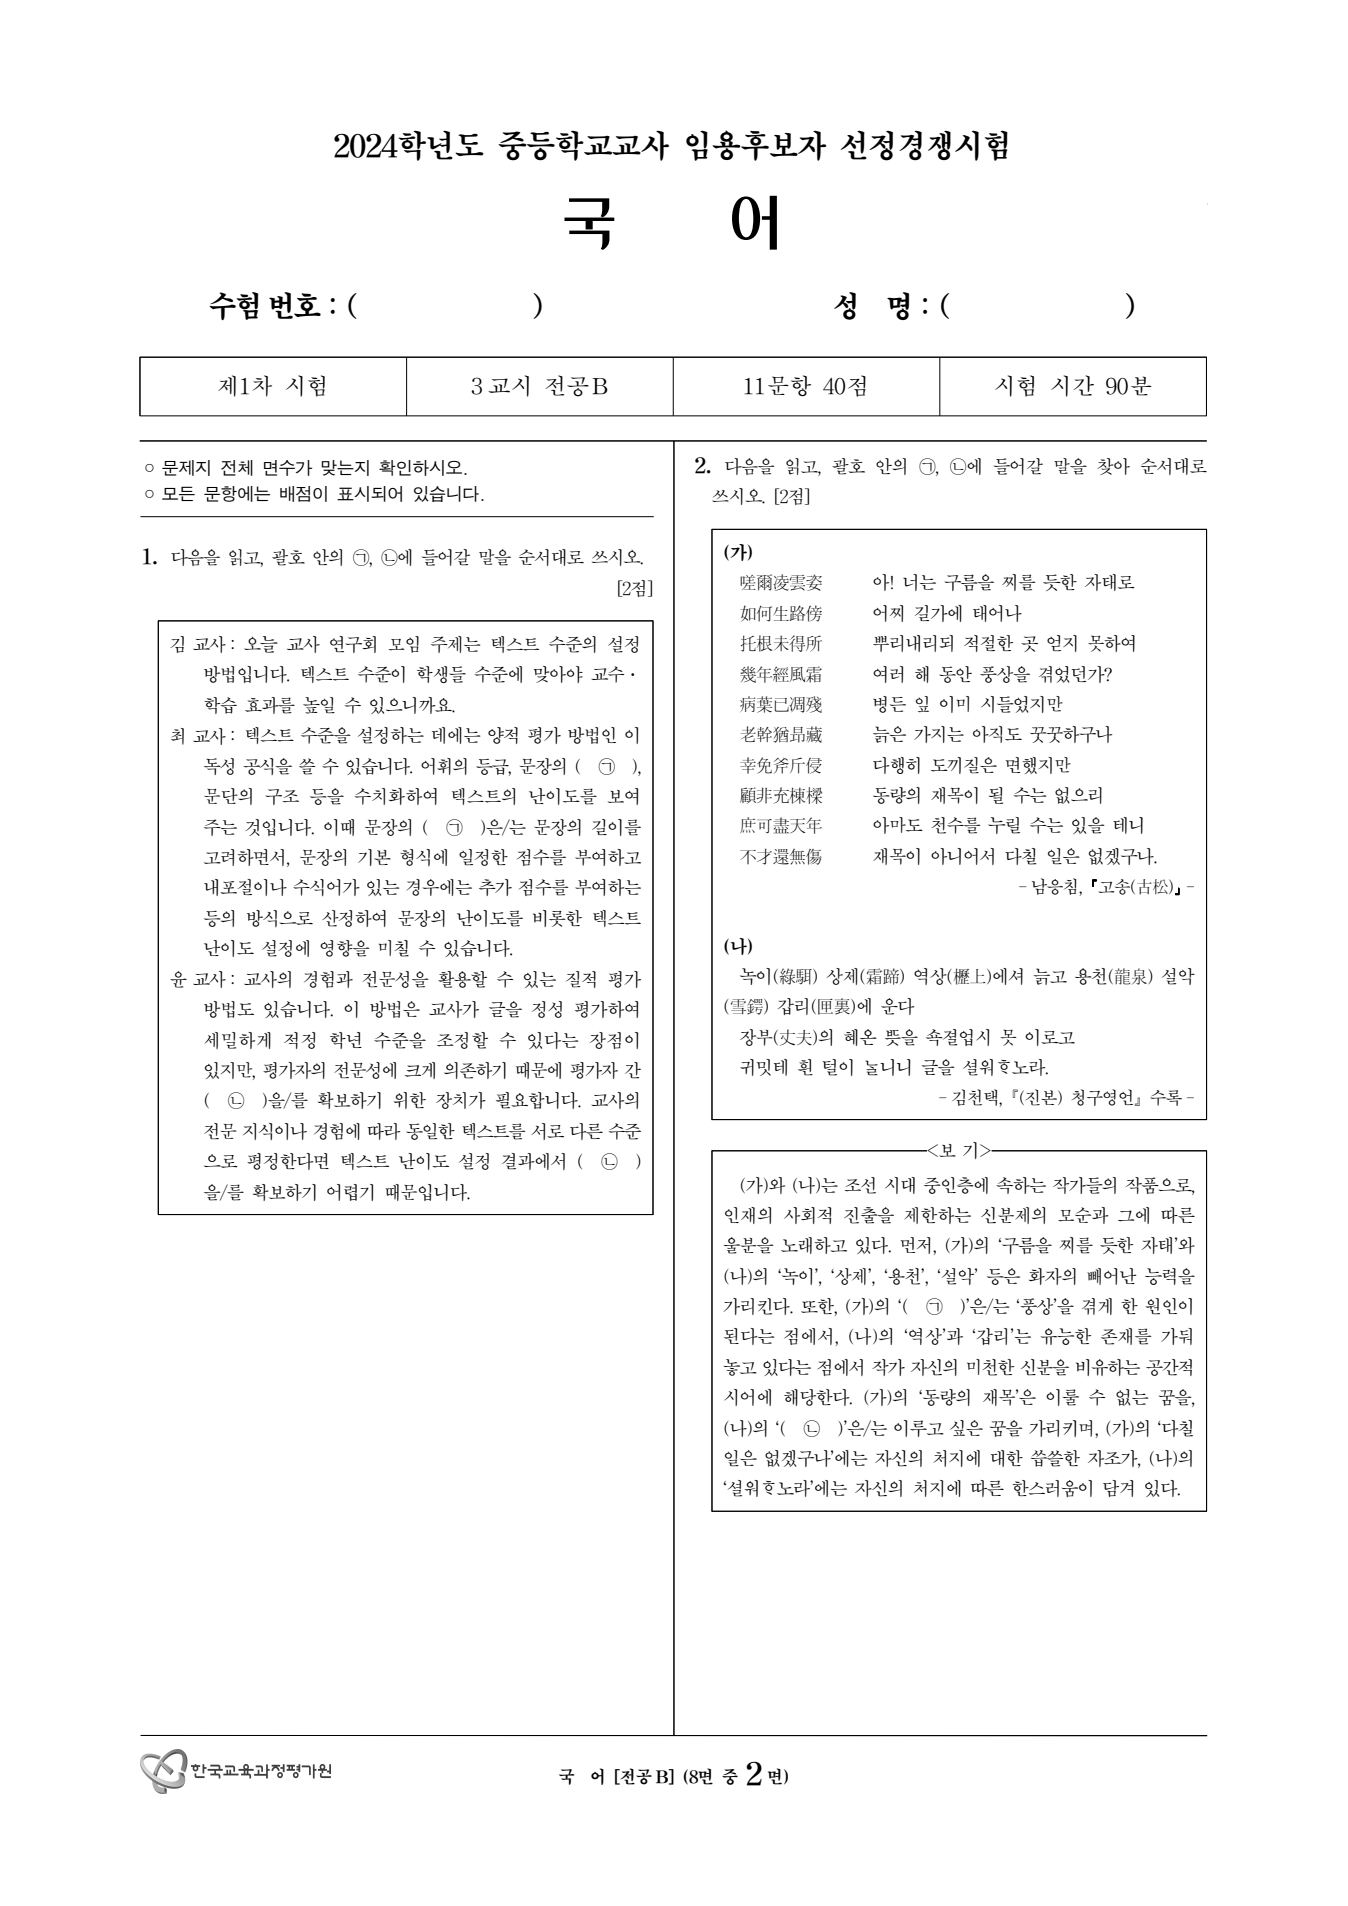 2024학년도 중등학교교사 임용후보자 선정경쟁시험
국 어
수험 번호 : ( )
성 명 : ( )
제1차 시험
3교시 전공B
11문항 40점
시험 시간 90분
○ 문제지 전체 면수가 맞는지 확인하시오.
○ 모든 문항에는 배점이 표시되어 있습니다.
1. 다음을 읽고, 괄호 안의 ㉠, ㉡에 들어갈 말을 순서대로 쓰시오.
[2점]
김 교사 : 오늘 교사 연구회 모임 주제는 텍스트 수준의 설정
방법입니다. 텍스트 수준이 학생들 수준에 맞아야 교수·
학습 효과를 높일 수 있으니까요.
최 교사 : 텍스트 수준을 설정하는 데에는 양적 평가 방법인 이
독성 공식을 쓸 수 있습니다. 어휘의 등급, 문장의 ( ㉠ ),
문단의 구조 등을 수치화하여 텍스트의 난이도를 보여
주는 것입니다. 이때 문장의 ( ㉠ )은/는 문장의 길이를
고려하면서, 문장의 기본 형식에 일정한 점수를 부여하고
내포절이나 수식어가 있는 경우에는 추가 점수를 부여하는
등의 방식으로 산정하여 문장의 난이도를 비롯한 텍스트
난이도 설정에 영향을 미칠 수 있습니다.
윤 교사 : 교사의 경험과 전문성을 활용할 수 있는 질적 평가
방법도 있습니다. 이 방법은 교사가 글을 정성 평가하여
세밀하게 적정 학년 수준을 조정할 수 있다는 장점이
있지만, 평가자의 전문성에 크게 의존하기 때문에 평가자 간
( ㉡ )을/를 확보하기 위한 장치가 필요합니다. 교사의
전문 지식이나 경험에 따라 동일한 텍스트를 서로 다른 수준
으로 평정한다면 텍스트 난이도 설정 결과에서 ( ㉡ )
을/를 확보하기 어렵기 때문입니다.
2. 다음을 읽고, 괄호 안의 ㉠, ㉡에 들어갈 말을 찾아 순서대로
쓰시오. [2점]
(가)
嗟爾凌雲姿 아! 너는 구름을 찌를 듯한 자태로
如何生路傍 어찌 길가에 태어나
托根未得所 뿌리내리되 적절한 곳 얻지 못하여
幾年經風霜 여러 해 동안 풍상을 겪었던가?
病葉已凋殘 병든 잎 이미 시들었지만
老幹猶昂藏 늙은 가지는 아직도 꿋꿋하구나
幸免斧斤侵 다행히 도끼질은 면했지만
顧非充棟樑 동량의 재목이 될 수는 없으리
庶可盡天年 아마도 천수를 누릴 수는 있을 테니
不才還無傷 재목이 아니어서 다칠 일은 없겠구나.
- 남응침, 『고송(古松)』 -
(나)
녹이(綠駬) 상제(霜蹄) 역상(櫪上)에셔 늙고 용천(龍泉) 설악
(雪鍔) 갑리(匣裏)에 운다
장부(丈夫)의 혜온 뜻을 쇽졀업시 못 이로고
귀밋테 흰 털이 놀니니 글을 셜워ᄒᆞ노라.
- 김천택, 『(진본) 청구영언』 수록 -
<보 기>
(가)와 (나)는 조선 시대 중인층에 속하는 작가들의 작품으로,
인재의 사회적 진출을 제한하는 신분제의 모순과 그에 따른
울분을 노래하고 있다. 먼저, (가)의 ‘구름을 찌를 듯한 자태’와
(나)의 ‘녹이’, ‘상제’, ‘용천’, ‘설악’ 등은 화자의 빼어난 능력을
가리킨다. 또한, (가)의 ‘( ㉠ )’은/는 ‘풍상’을 겪게 한 원인이
된다는 점에서, (나)의 ‘역상’과 ‘갑리’는 유능한 존재를 가둬
놓고 있다는 점에서 작가 자신의 미천한 신분을 비유하는 공간적
시어에 해당한다. (가)의 ‘동량의 재목’은 이룰 수 없는 꿈을,
(나)의 ‘( ㉡ )’은/는 이루고 싶은 꿈을 가리키며, (가)의 ‘다칠
일은 없겠구나’에는 자신의 처지에 대한 씁쓸한 자조가, (나)의
‘셜워ᄒᆞ노라’에는 자신의 처지에 따른 한스러움이 담겨 있다.
한국교육과정평가원
국 어 [전공 B] (8면 중 2 면)